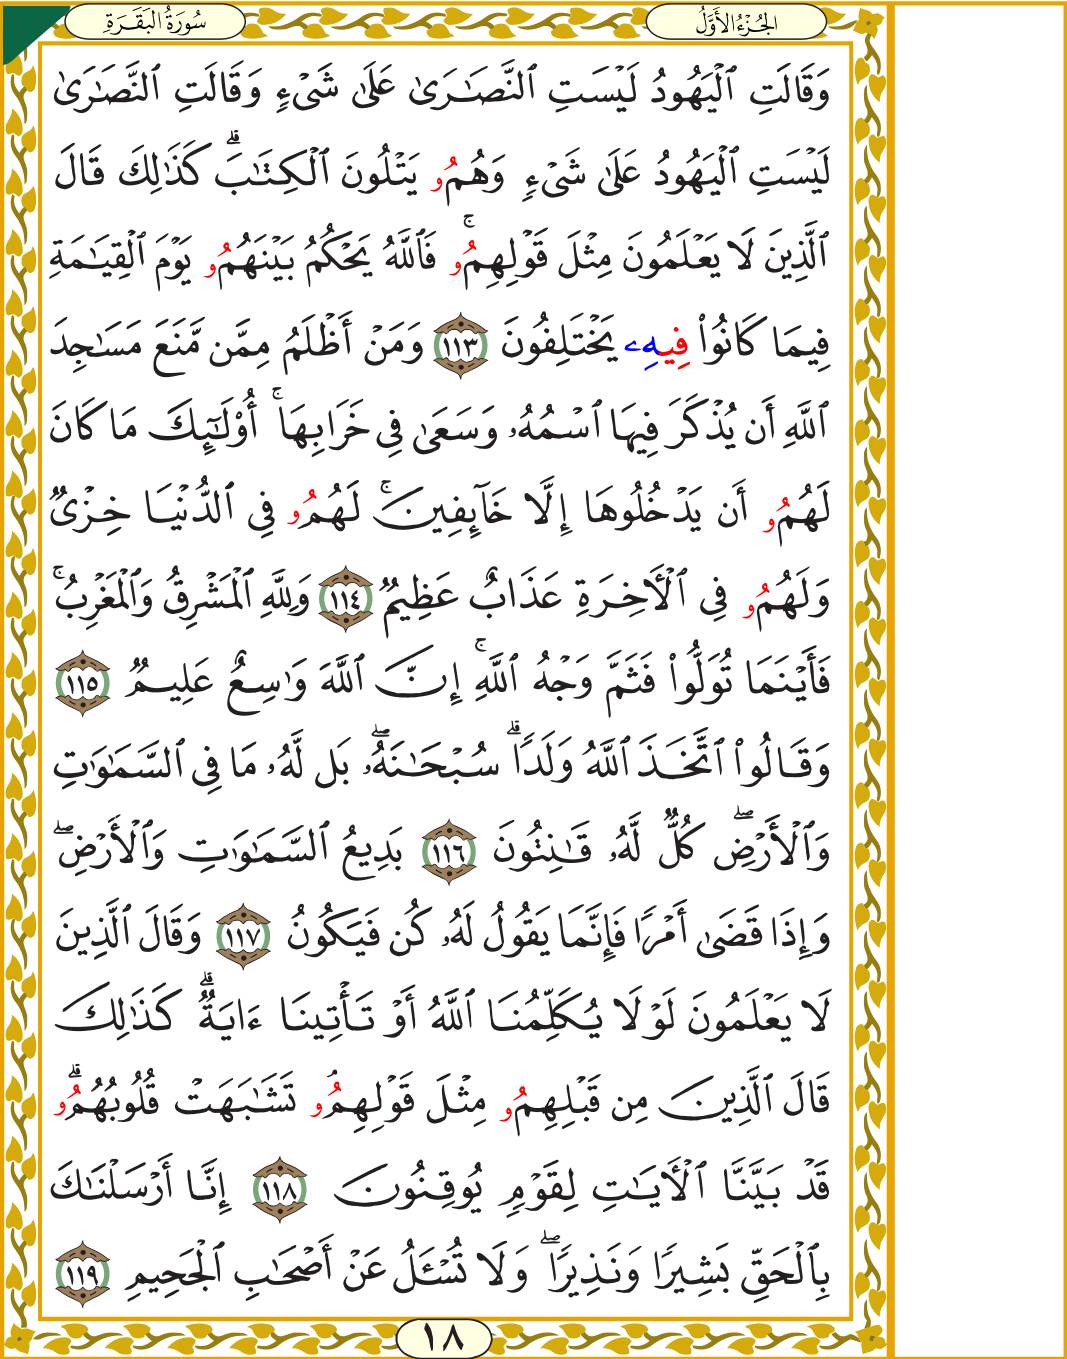 سُورَةُ الْبَقَرَةِ
الجُزْءُ الأَوَّلُ
وَقَالَتِ ٱلْيَهُودُ لَيْسَتِ ٱلنَّصَـٰرَىٰ عَلَىٰ شَىْءٍ وَقَالَتِ ٱلنَّصَـٰرَىٰ
لَيْسَتِ ٱلْيَهُودُ عَلَىٰ شَىْءٍ وَهُمُۥ يَتْلُونَ ٱلْكِتَـٰبَ ۗ كَذَٰلِكَ قَالَ
ٱلَّذِينَ لَا يَعْلَمُونَ مِثْلَ قَوْلِهِمُۥ ۚ فَٱللَّهُ يَحْكُمُ بَيْنَهُمُۥ يَوْمَ ٱلْقِيَـٰمَةِ
فِيمَا كَانُوا۟ فِيهِۦ يَخْتَلِفُونَ ١١٣ وَمَنْ أَظْلَمُ مِمَّن مَّنَعَ مَسَـٰجِدَ
ٱللَّهِ أَن يُذْكَرَ فِيهَا ٱسْمُهُۥ وَسَعَىٰ فِى خَرَابِهَا ۚ أُو۟لَـٰٓئِكَ مَا كَانَ
لَهُمُۥ أَن يَدْخُلُوهَا إِلَّا خَآئِفِينَ ۚ لَهُمُۥ فِى ٱلدُّنْيَا خِزْىٌ
وَلَهُمُۥ فِى ٱلْـَٔاخِرَةِ عَذَابٌ عَظِيمٌ ١١٤ وَلِلَّهِ ٱلْمَشْرِقُ وَٱلْمَغْرِبُ ۚ
فَأَيْنَمَا تُوَلُّوا۟ فَثَمَّ وَجْهُ ٱللَّهِ ۚ إِنَّ ٱللَّهَ وَٰسِعٌ عَلِيمٌ ١١٥
وَقَالُوا۟ ٱتَّخَذَ ٱللَّهُ وَلَدًا ۗ سُبْحَـٰنَهُۥ ۖ بَل لَّهُۥ مَا فِى ٱلسَّمَـٰوَٰتِ
وَٱلْأَرْضِ ۖ كُلٌّ لَّهُۥ قَـٰنِتُونَ ١١٦ بَدِيعُ ٱلسَّمَـٰوَٰتِ وَٱلْأَرْضِ ۖ
وَإِذَا قَضَىٰٓ أَمْرًا فَإِنَّمَا يَقُولُ لَهُۥ كُن فَيَكُونُ ١١٧ وَقَالَ ٱلَّذِينَ
لَا يَعْلَمُونَ لَوْلَا يُكَلِّمُنَا ٱللَّهُ أَوْ تَأْتِينَآ ءَايَةٌ ۗ كَذَٰلِكَ
قَالَ ٱلَّذِينَ مِن قَبْلِهِمُۥ مِثْلَ قَوْلِهِمُۥ ۘ تَشَـٰبَهَتْ قُلُوبُهُمُۥ ۗ
قَدْ بَيَّنَّا ٱلْـَٔايَـٰتِ لِقَوْمٍ يُوقِنُونَ ١١٨ إِنَّآ أَرْسَلْنَـٰكَ
بِٱلْحَقِّ بَشِيرًا وَنَذِيرًا ۖ وَلَا تُسْـَٔلُ عَنْ أَصْحَـٰبِ ٱلْجَحِيمِ ١١٩
١٨